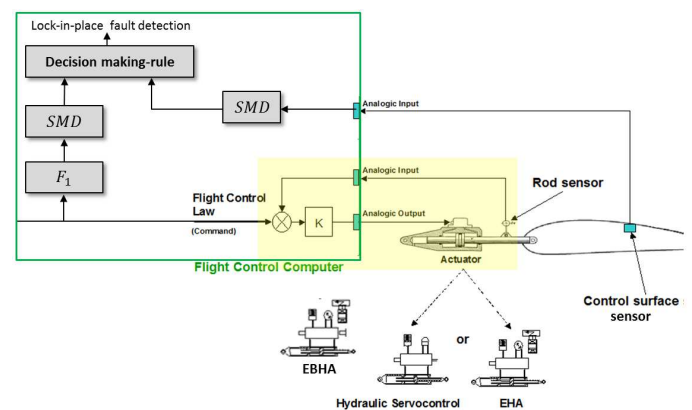 Lock-in-place fault detection
Decision making-rule
SMD
SMD
Analogic Input
F1
Analogic Input
Rod sensor
Flight Control
Law
(Command)
K
Analogic Output
Actuator
Flight Control Computer
Control surface
sensor
EBHA
or
Hydraulic Servocontrol
EHA